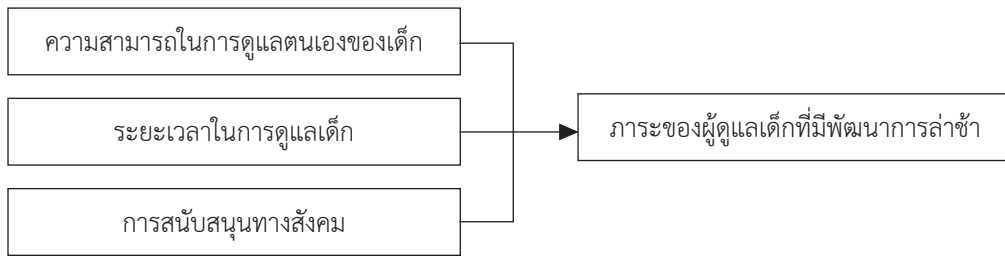 ความสามารถในการดูแลตนเองของเด็ก
ระยะเวลาในการดูแลเด็ก
ภาระของผู้ดูแลเด็กที่มีพัฒนาการล่าช้า
การสนับสนุนทางสังคม